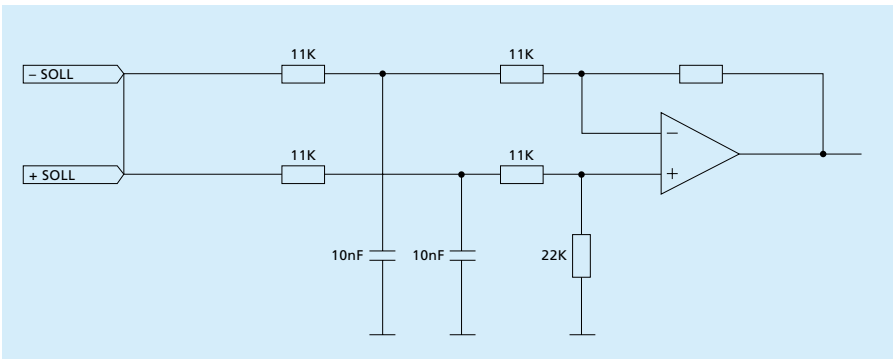 11K
11K
– SOLL
−
11K
11K
+ SOLL
+
10nF
10nF
22K